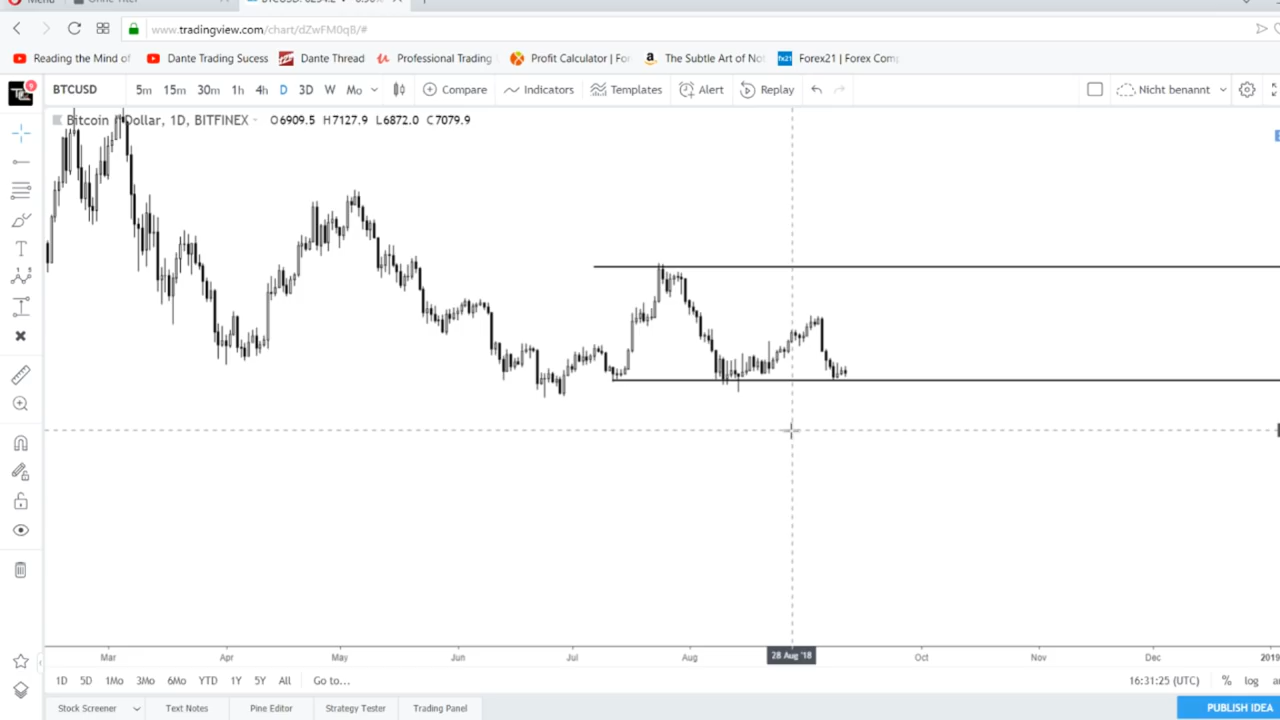 www.tradingview.com/chart/dZwFM0qB/#
Reading the Mind of Dante Trading Sucess Dante Thread Professional Trading Profit Calculator | For The Subtle Art of No Forex21 | Forex Com
BTCUSD 5m 15m 30m 1h 4h D 3D W Mo Compare Indicators Templates Alert Replay Nicht benannt
Dollar, 1D, BITFINEX O6909.5 H7127.9 L6872.0 C7079.9
Mar Apr May Jun Jul Aug 28 Aug '18 Oct Nov Dec 2019
1D 5D 1Mo 3Mo 6Mo YTD 1Y 5Y All Go to... 16:31:25 (UTC) % log
Stock Screener Text Notes Pine Editor Strategy Tester Trading Panel PUBLISH IDEA